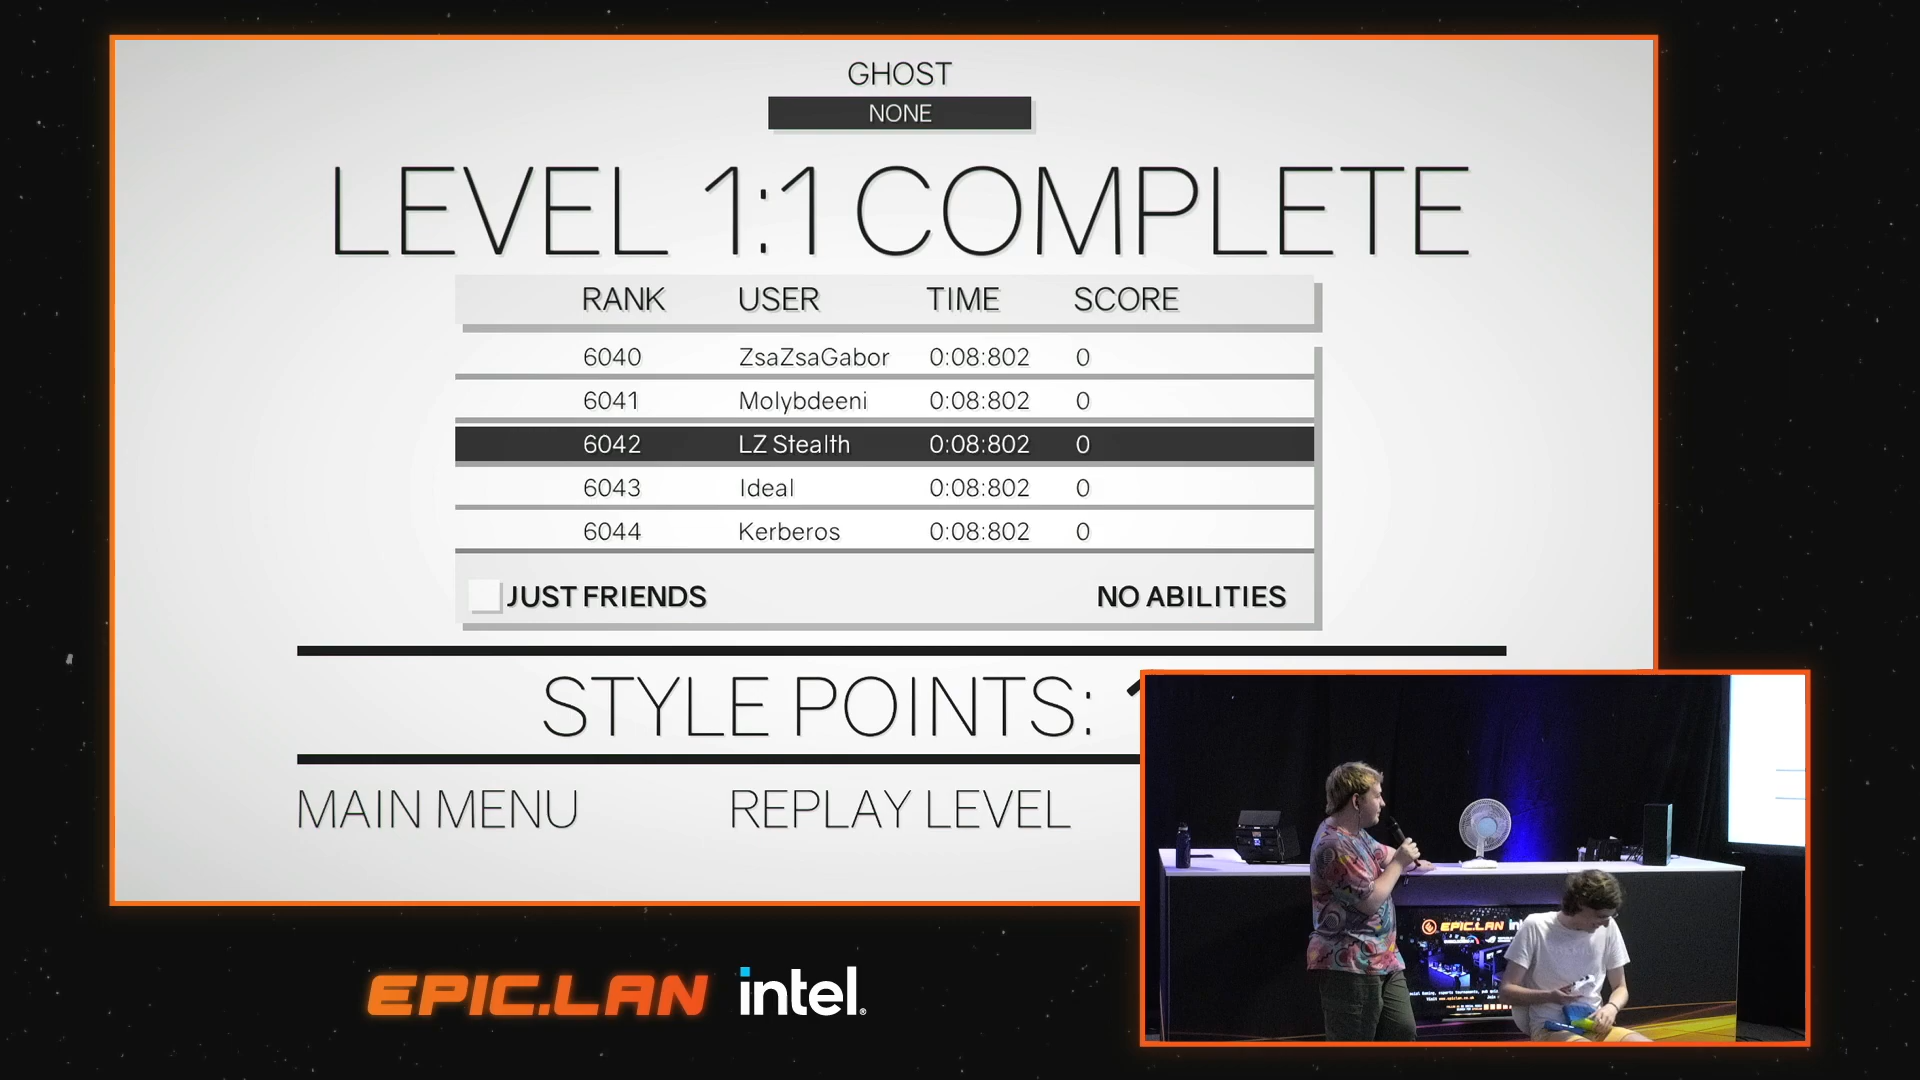 GHOST
NONE
LEVEL 1:1 COMPLETE
RANK USER TIME SCORE
6040 ZsaZsaGabor 0:08:802 0
6041 Molybdeeni 0:08:802 0
6042 LZ Stealth 0:08:802 0
6043 Ideal 0:08:802 0
6044 Kerberos 0:08:802 0
JUST FRIENDS NO ABILITIES
STYLE POINTS:
MAIN MENU REPLAY LEVEL
EPIC.LAN
EPIC.LAN intel.